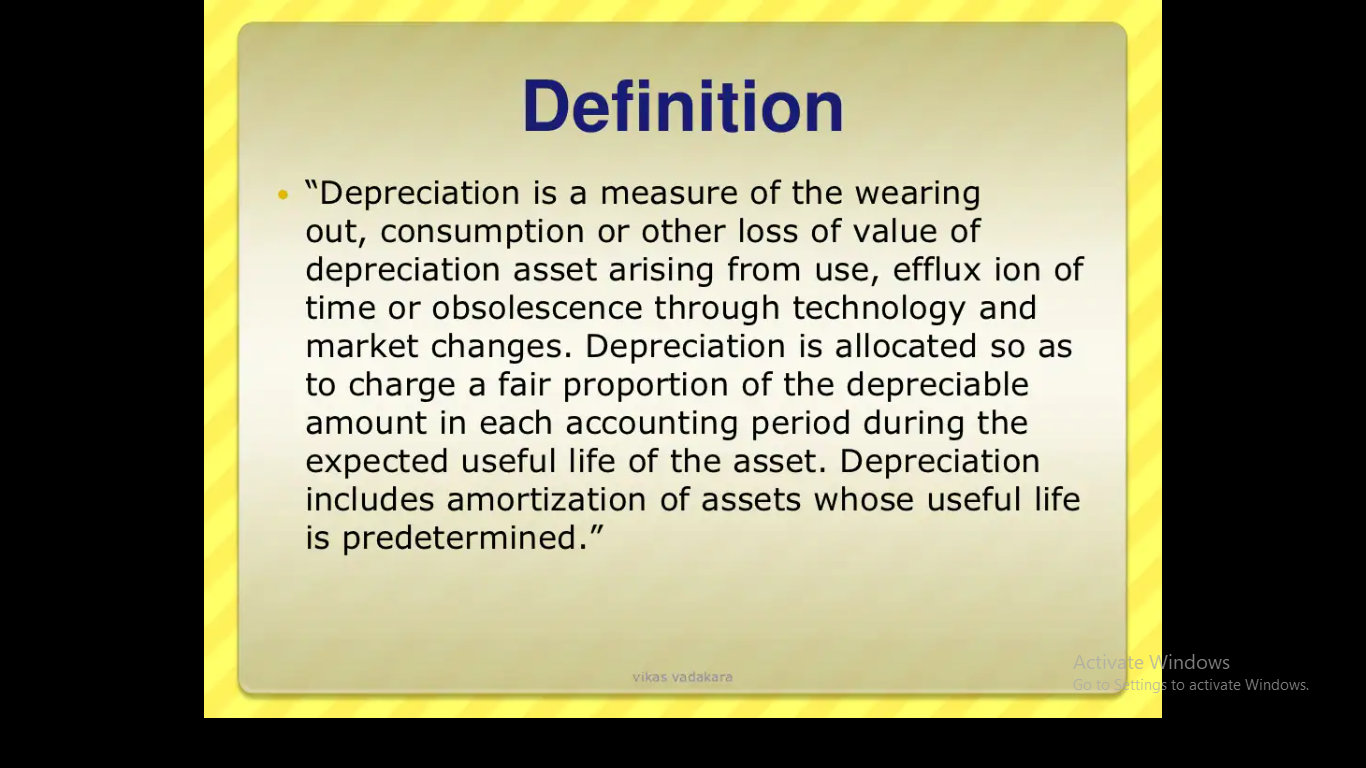 Definition
• “Depreciation is a measure of the wearing
out, consumption or other loss of value of
depreciation asset arising from use, efflux ion of
time or obsolescence through technology and
market changes. Depreciation is allocated so as
to charge a fair proportion of the depreciable
amount in each accounting period during the
expected useful life of the asset. Depreciation
includes amortization of assets whose useful life
is predetermined.”
vikas vadakara
Activate Windows
Go to Settings to activate Windows.